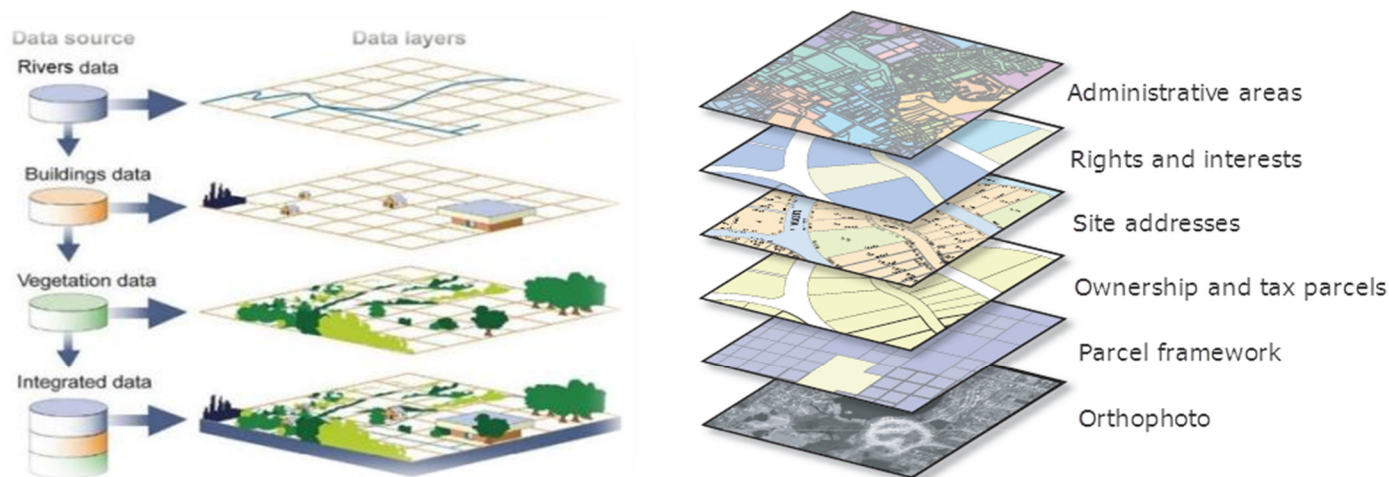 Data source
Data layers
Rivers data
Buildings data
Vegetation data
Integrated data
Administrative areas
Rights and interests
Site addresses
Ownership and tax parcels
Parcel framework
Orthophoto